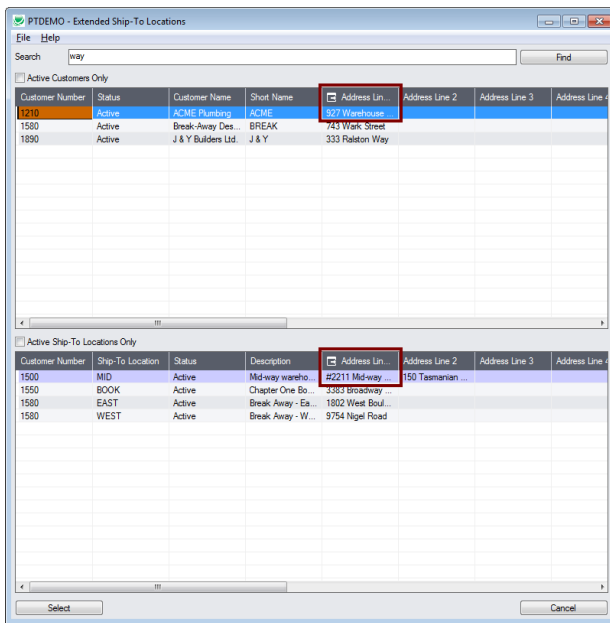 PTDEMO - Extended Ship-To Locations
File Help
Search way Find
Active Customers Only
Customer Number Status Customer Name Short Name Address Lin... Address Line 2 Address Line 3 Address Line 4
1210 Active ACME Plumbing ACME 927 Warehouse ...
1580 Active Break-Away Des... BREAK 743 Wark Street
1890 Active J & Y Builders Ltd. J & Y 333 Ralston Way
Active Ship-To Locations Only
Customer Number Ship-To Location Status Description Address Lin... Address Line 2 Address Line 3 Address Line 4
1500 MID Active Mid-way wareho... #2211 Mid-way ... 150 Tasmanian ...
1550 BOOK Active Chapter One Bo... 3383 Broadway ...
1580 EAST Active Break Away - Ea... 1802 West Boul...
1580 WEST Active Break Away - W... 9754 Nigel Road
Select Cancel